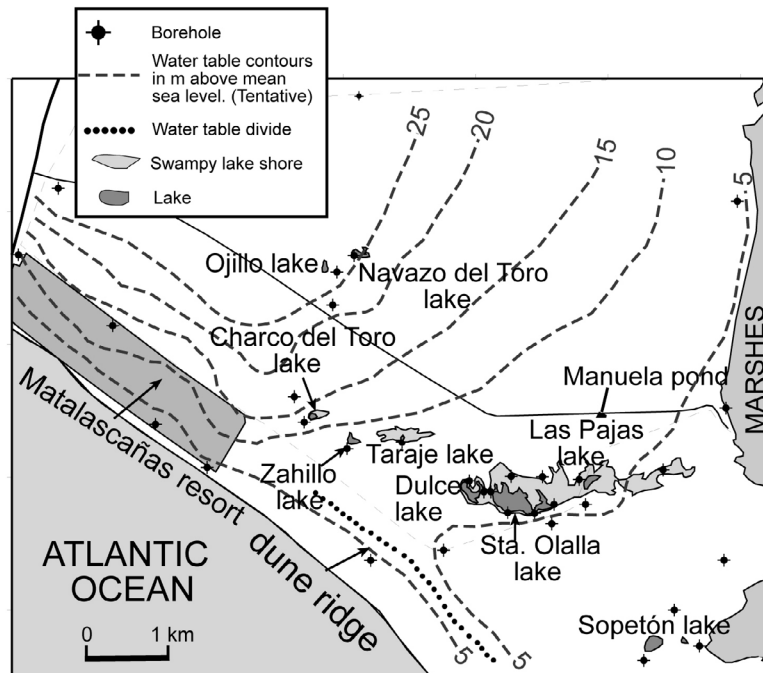 Borehole
Water table contours
in m above mean
sea level. (Tentative)
Water table divide
Swampy lake shore
Lake
25
20
15
10
5
Ojillo lake
Navazo del Toro
lake
Charco del Toro
lake
Matalascañas resort
Manuela pond
MARSHES
Zahillo
lake
Taraje lake
Las Pajas
lake
Dulce
lake
Sta. Olalla
lake
dune ridge
ATLANTIC
OCEAN
0 1 km
Sopetón lake
5
5